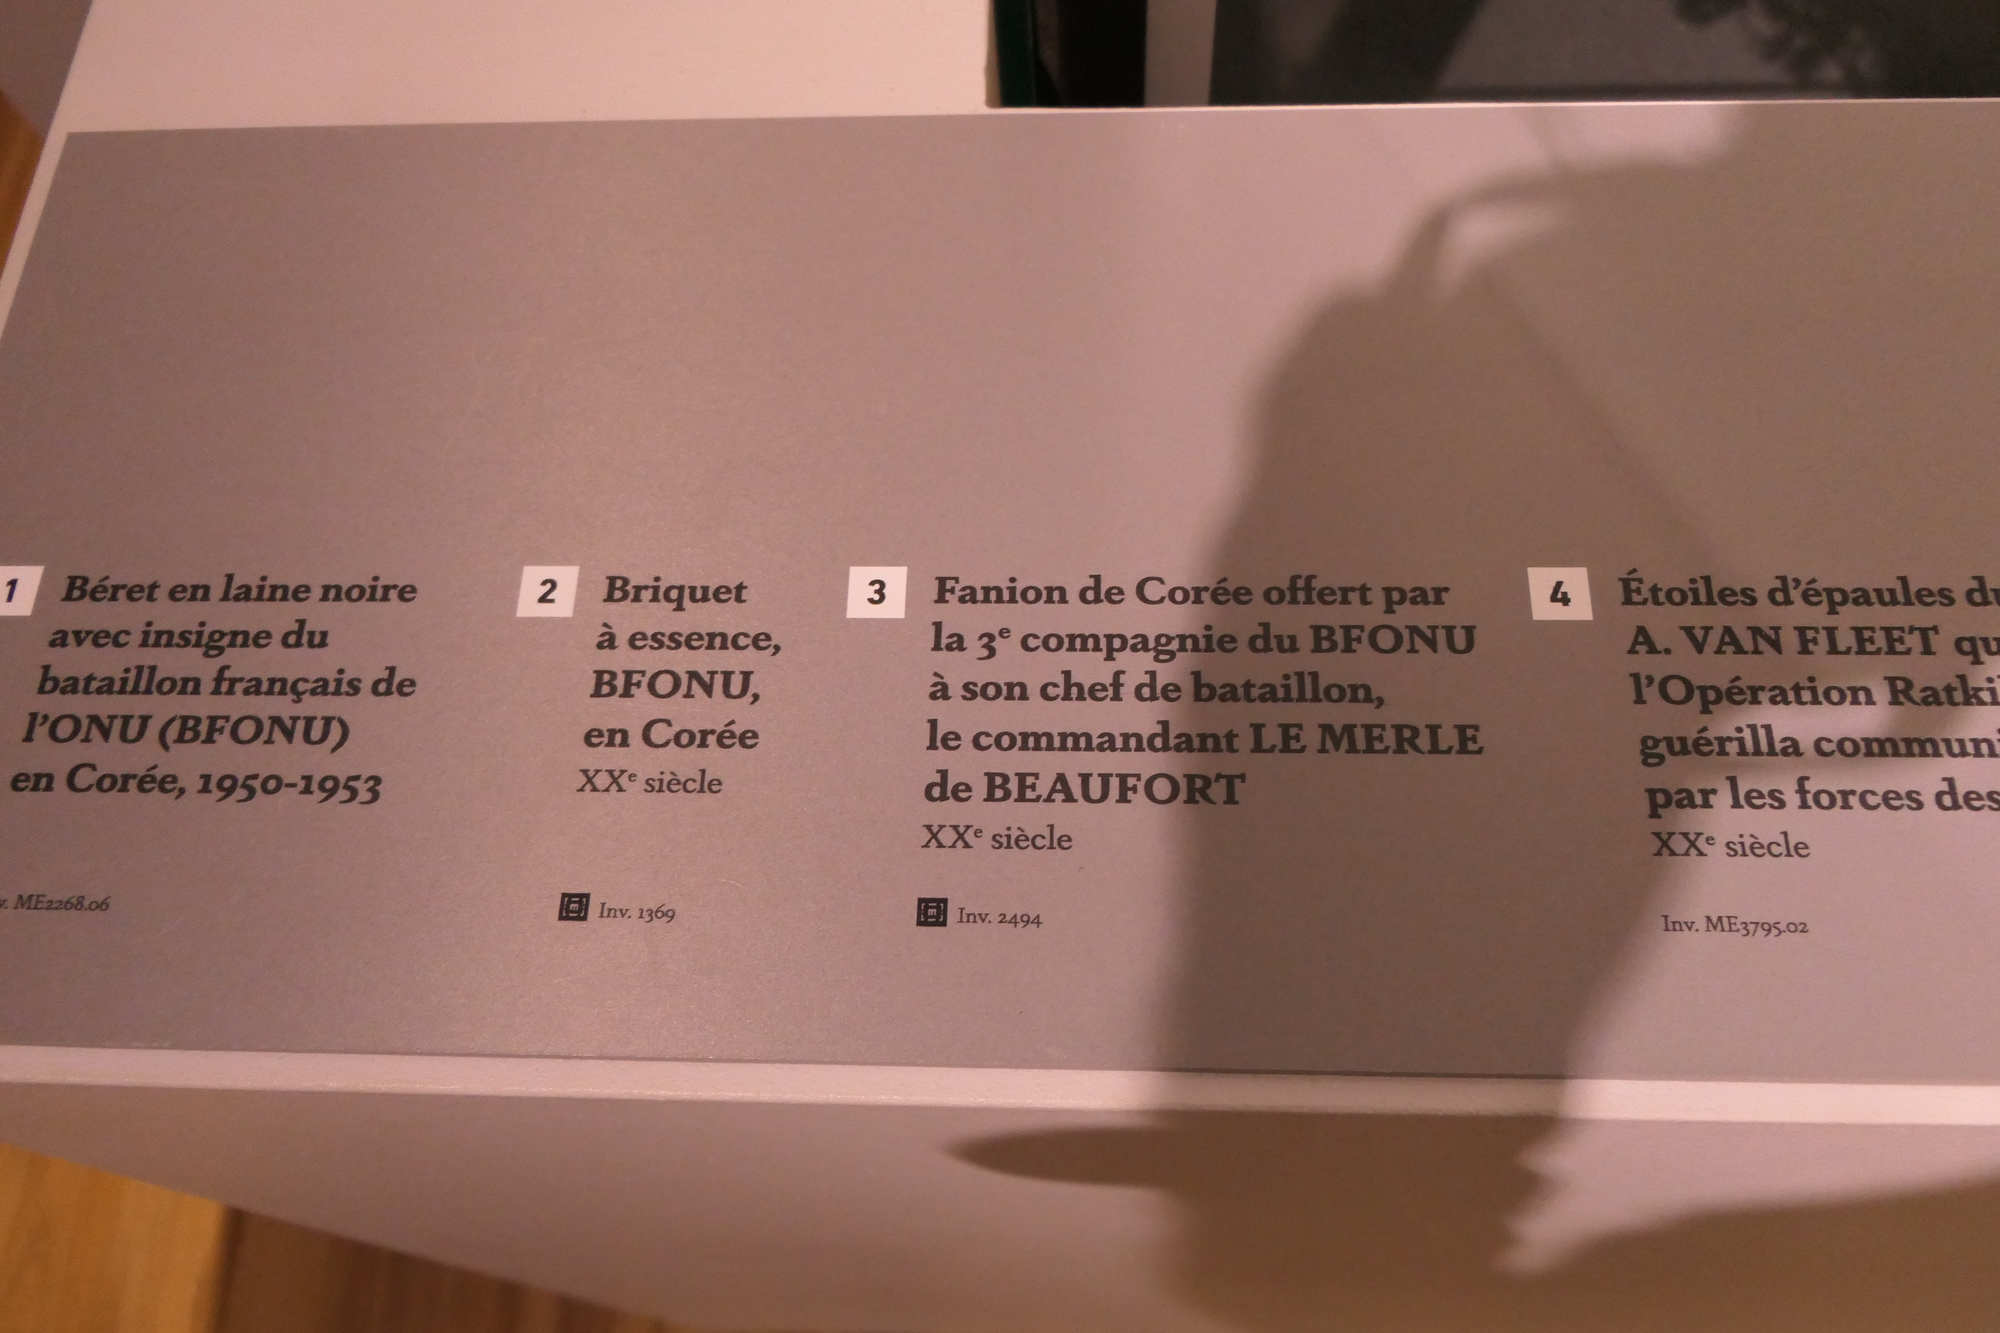 1 Béret en laine noire
avec insigne du
bataillon français de
l'ONU (BFONU)
en Corée, 1950-1953
ME2268.06
2 Briquet
à essence,
BFONU,
en Corée
XXe siècle
Inv. 1369
3 Fanion de Corée offert par
la 3e compagnie du BFONU
à son chef de bataillon,
le commandant LE MERLE
de BEAUFORT
XXe siècle
Inv. 2494
4 Étoiles d'épaules
A. VAN FLEET
l'Opération
guérilla
par les forces des
XXe siècle
Inv. ME3795.02